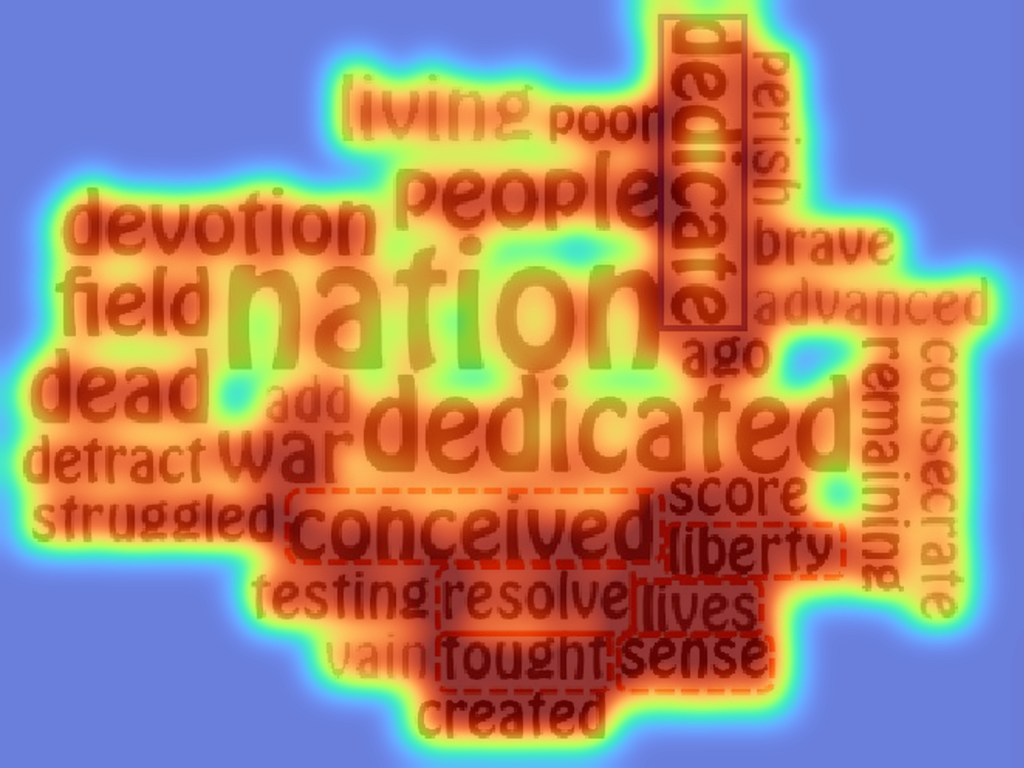 dedicate
perish
living poor
people
devotion
brave
nation
field
advanced
ago
dead
add
dedicated
remaining
consecrate
detract war
struggled
score
conceived
liberty
testing resolve lives
vain tought sense
created